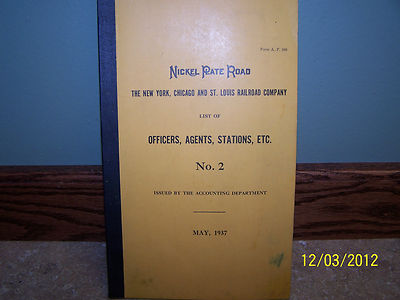 Form A. P. 106
NICKEL PLATE ROAD
THE NEW YORK, CHICAGO AND ST. LOUIS RAILROAD COMPANY
LIST OF
OFFICERS, AGENTS, STATIONS, ETC.
No. 2
ISSUED BY THE ACCOUNTING DEPARTMENT
MAY, 1937
12/03/2012